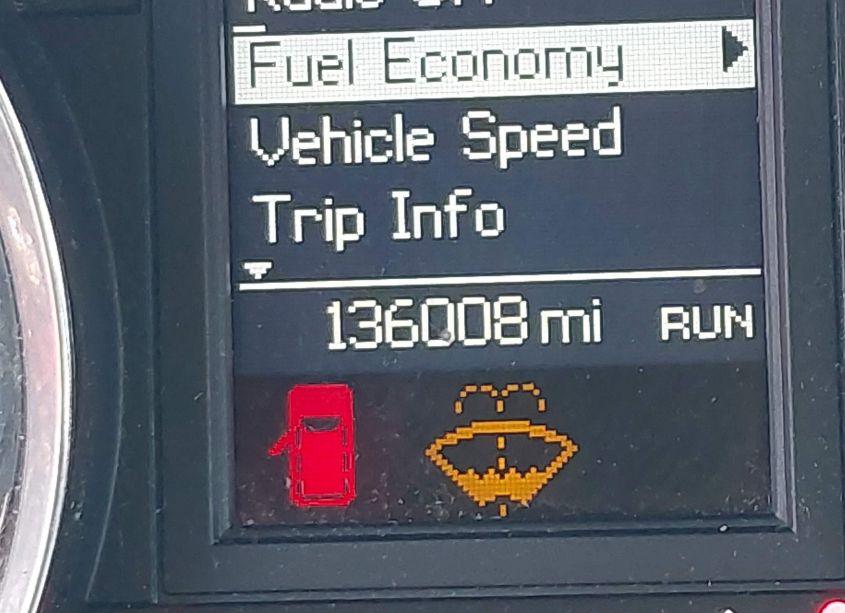 Fuel Economy
Vehicle Speed
Trip Info
136008 mi RUN